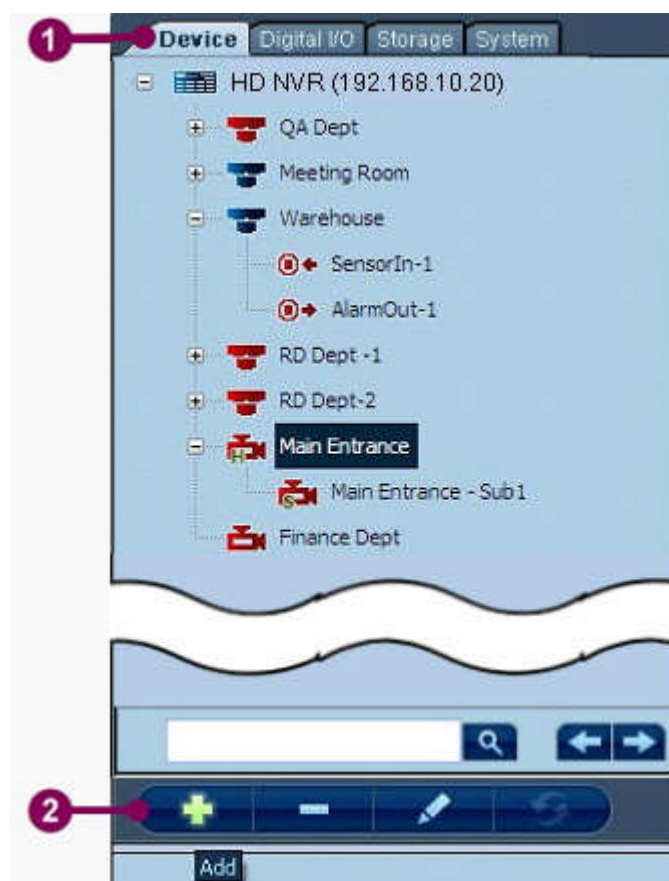 1 Device Digital I/O Storage System
HD NVR (192.168.10.20)
QA Dept
Meeting Room
Warehouse
SensorIn-1
AlarmOut-1
RD Dept -1
RD Dept-2
H Main Entrance
S Main Entrance - Sub1
Finance Dept
2
Add